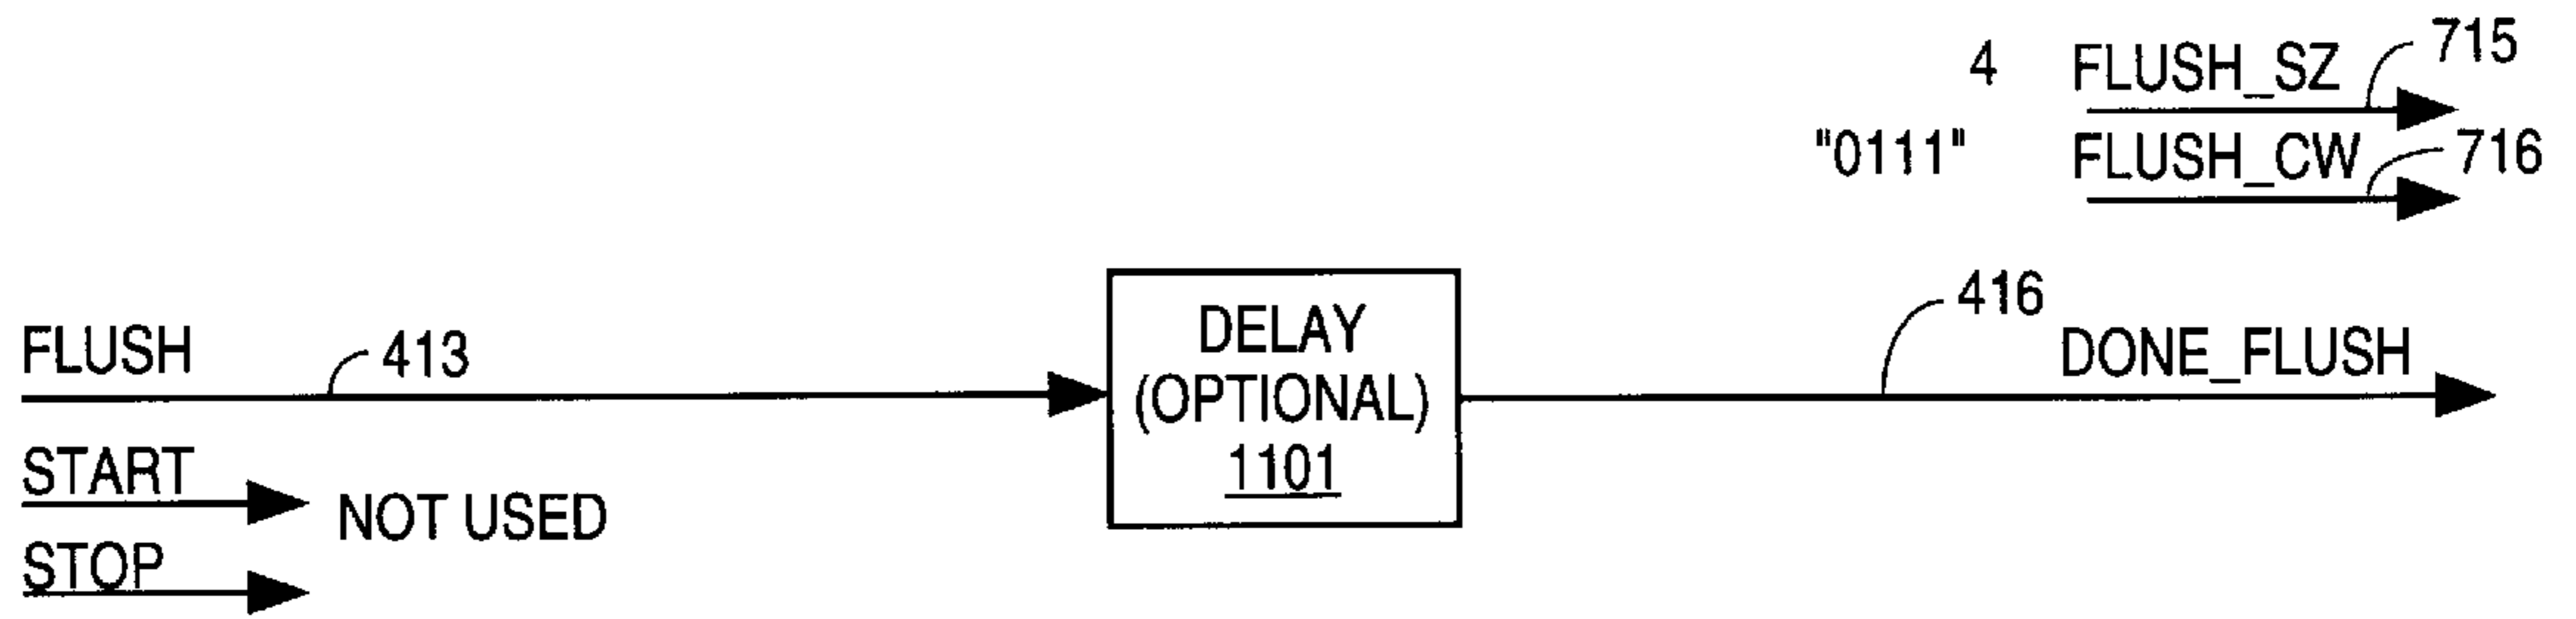 4 FLUSH_SZ 715
"0111" FLUSH_CW 716
FLUSH 413
DELAY
(OPTIONAL)
1101
416
DONE_FLUSH
START
NOT USED
STOP